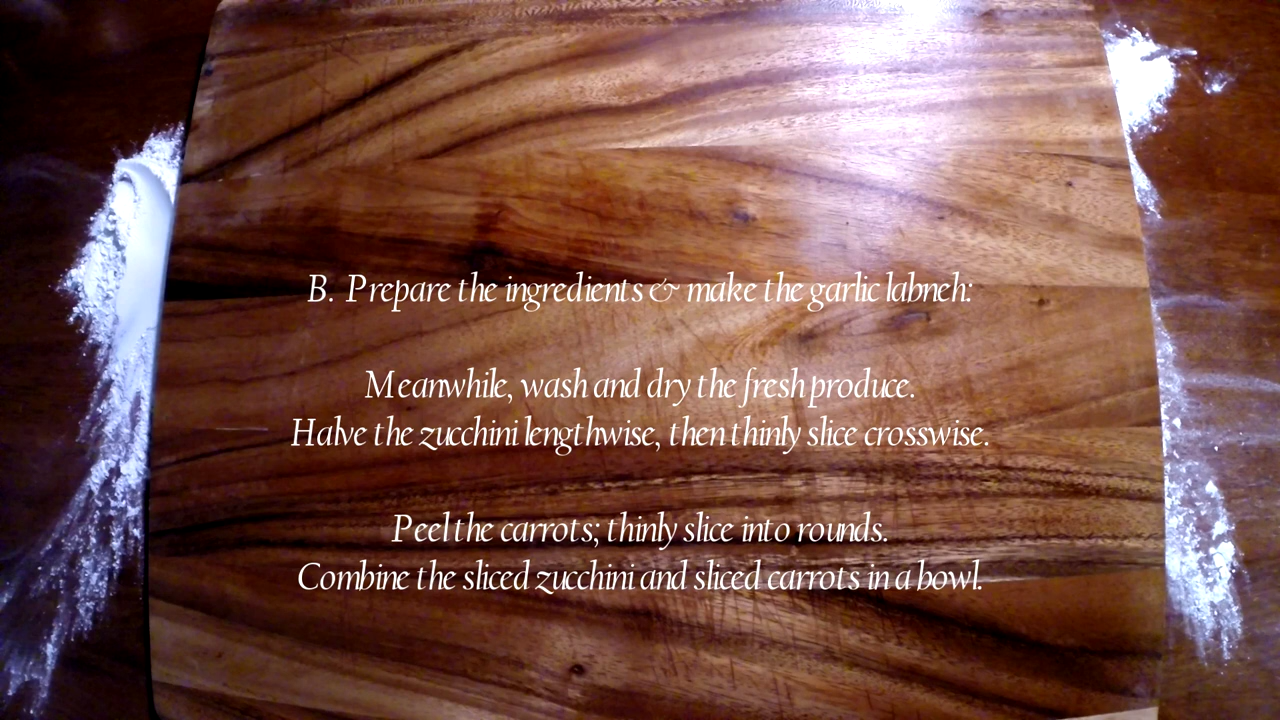 B. Prepare the ingredients & make the garlic labneh:
Meanwhile, wash and dry the fresh produce.
Halve the zucchini lengthwise, then thinly slice crosswise.
Peel the carrots; thinly slice into rounds.
Combine the sliced zucchini and sliced carrots in a bowl.